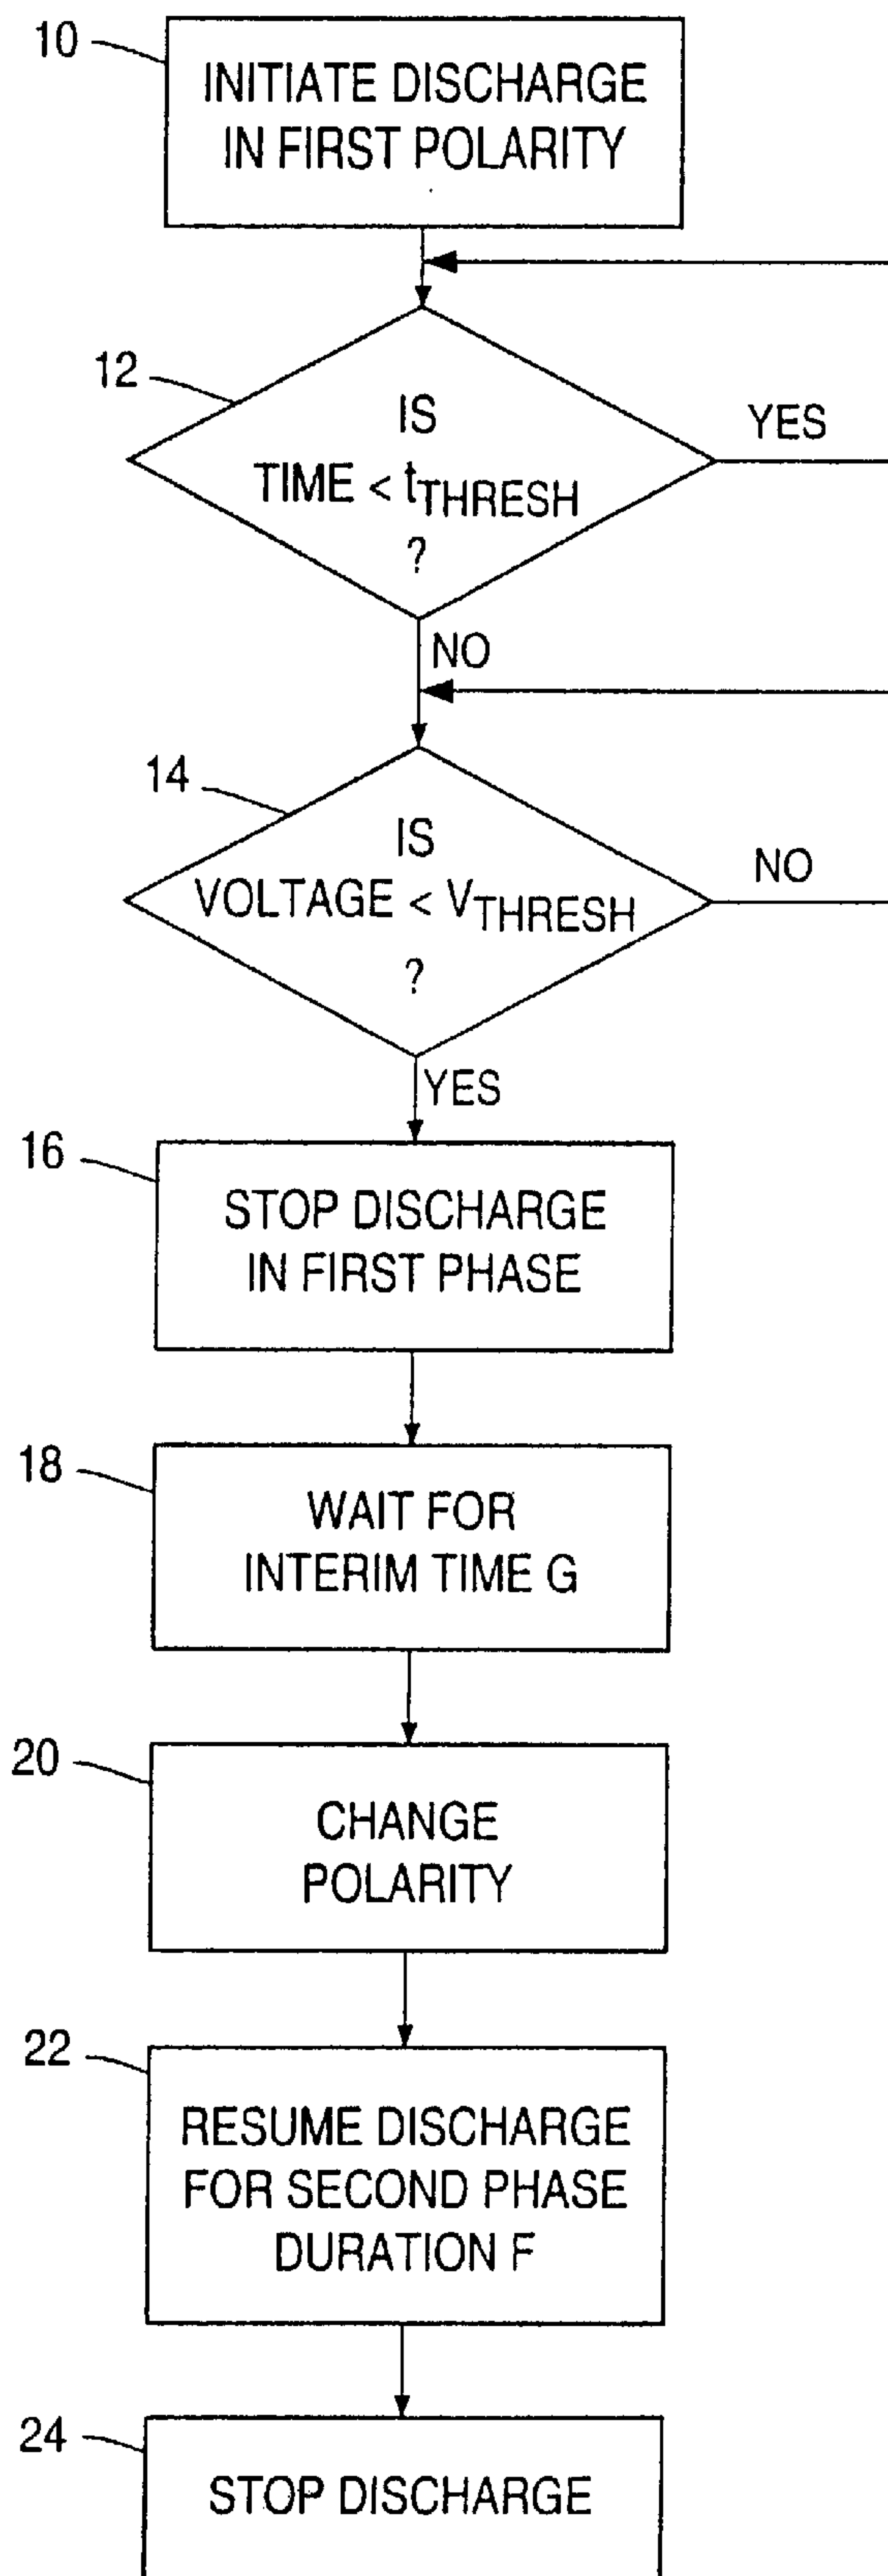 10
INITIATE DISCHARGE
IN FIRST POLARITY
12
IS
TIME < tTHRESH
?
YES
NO
14
IS
VOLTAGE < VTHRESH
?
NO
YES
16
STOP DISCHARGE
IN FIRST PHASE
18
WAIT FOR
INTERIM TIME G
20
CHANGE
POLARITY
22
RESUME DISCHARGE
FOR SECOND PHASE
DURATION F
24
STOP DISCHARGE